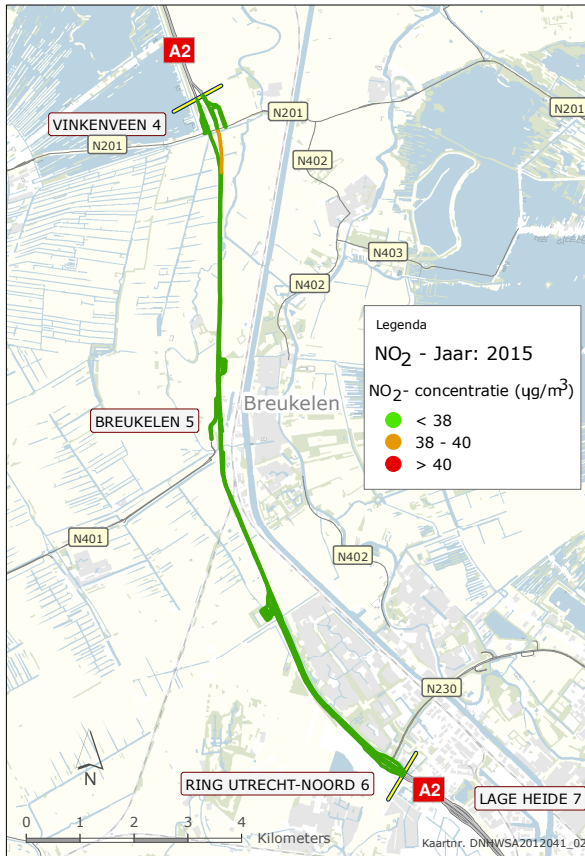 A2
N201
VINKENVEEN 4
N201
N201
N402
N403
N402
Legenda
NO2 - Jaar: 2015
NO2- concentratie (ųg/m3)
< 38
38 - 40
> 40
Breukelen
BREUKELEN 5
N401
N402
N230
N
RING UTRECHT-NOORD 6
A2
LAGE HEIDE 7
0 1 2 3 4
Kilometers
Kaartnr. DNHWSA2012041_0